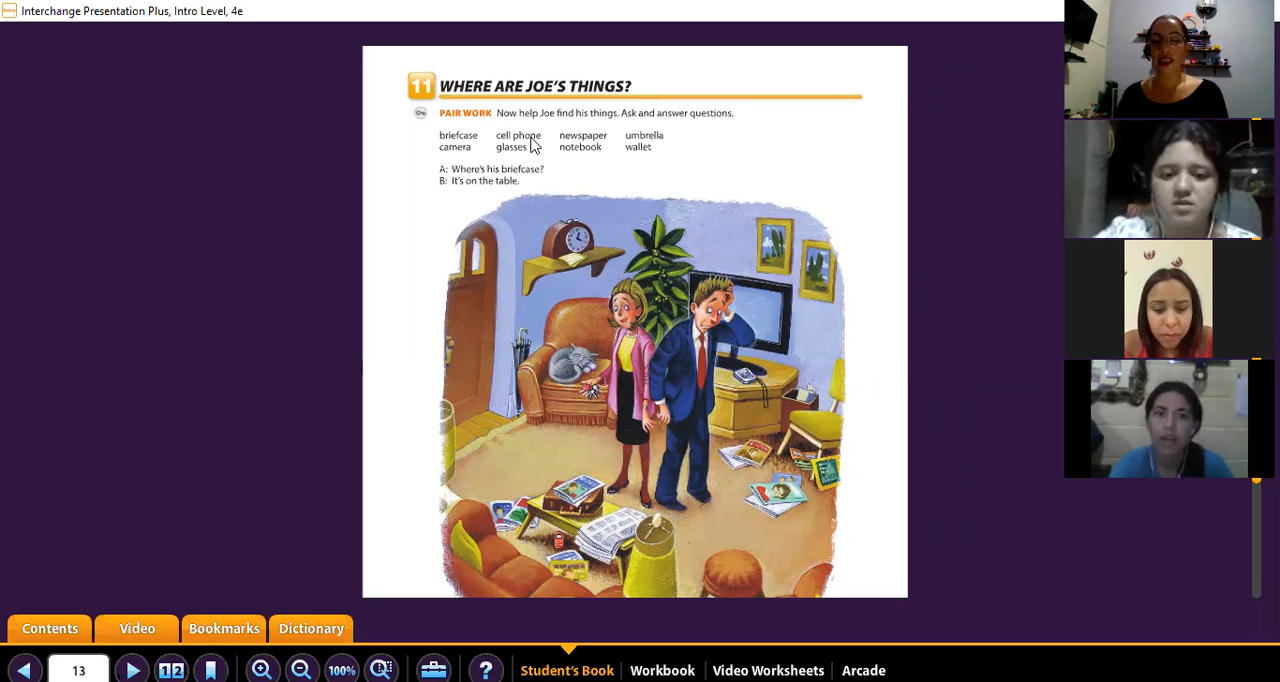 Interchange Presentation Plus, Intro Level, 4e
11 WHERE ARE JOE'S THINGS?
PAIR WORK Now help Joe find his things. Ask and answer questions.
briefcase cell phone newspaper umbrella
camera glasses notebook wallet
A: Where's his briefcase?
B: It's on the table.
Contents Video Bookmarks Dictionary
13 12 100% ? Student's Book Workbook Video Worksheets Arcade